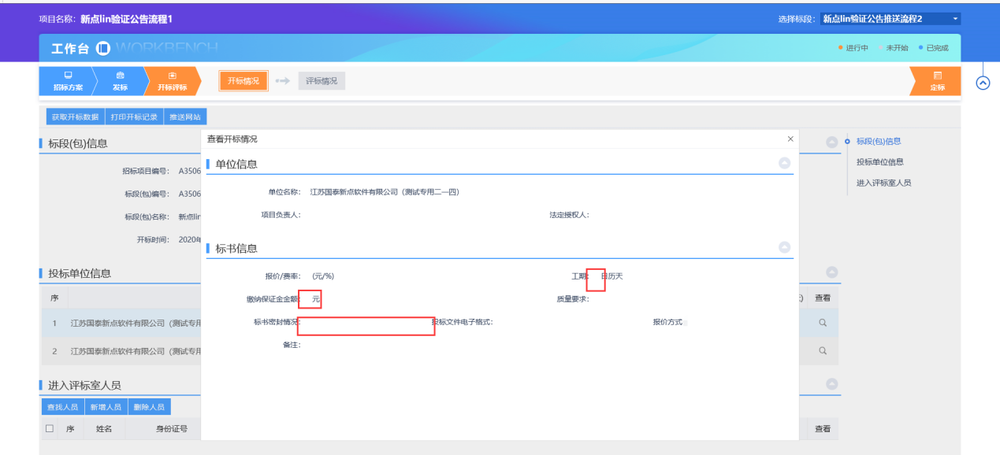 项目名称: 新点lin验证公告流程1
选择标段: 新点lin验证公告推送流程2
工作台 WORKBENCH
进行中 未开始 已完成
招标方案 发标 开标评标 开标情况 评标情况 定标
获取开标数据 打印开标记录 推送网站
查看开标情况 ×
标段(包)信息
标段(包)信息
投标单位信息
进入评标室人员
单位信息
招标项目编号: A3506
单位名称: 江苏国泰新点软件有限公司（测试专用二一四）
标段(包)编号: A3506
项目负责人: 法定授权人:
标段(包)名称: 新点lin
开标时间: 2020年
标书信息
投标单位信息
报价/费率: (元/%) 工期: 日历天
序 查看
缴纳保证金金额: 元 质量要求:
1 江苏国泰新点软件有限公司（测试专用
标书密封情况: 投标文件电子格式: 报价方式:
备注:
2 江苏国泰新点软件有限公司（测试专用
进入评标室人员
查找人员 新增人员 删除人员
序 姓名 身份证号 查看